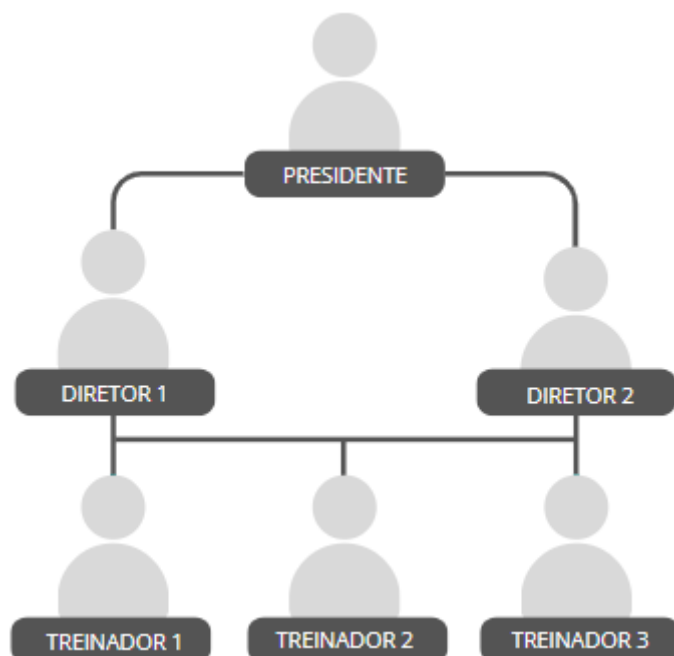 PRESIDENTE
DIRETOR 1
DIRETOR 2
TREINADOR 1
TREINADOR 2
TREINADOR 3